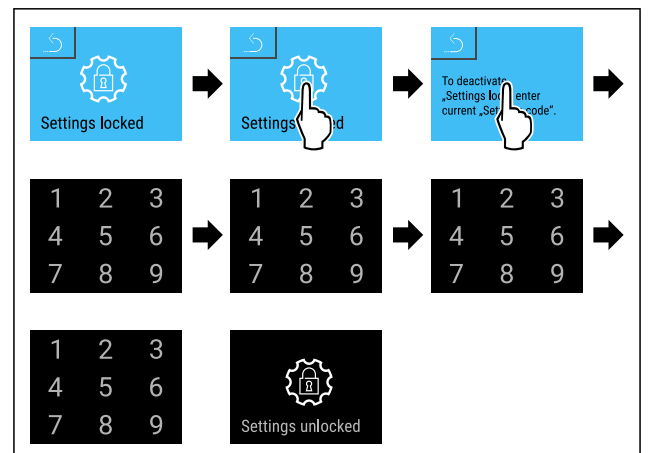 Settings locked
Settings
To deactivate
„Settings enter
current code".
1 2 3
4 5 6
7 8 9
1 2 3
4 5 6
7 8 9
1 2 3
4 5 6
7 8 9
1 2 3
4 5 6
7 8 9
Settings unlocked